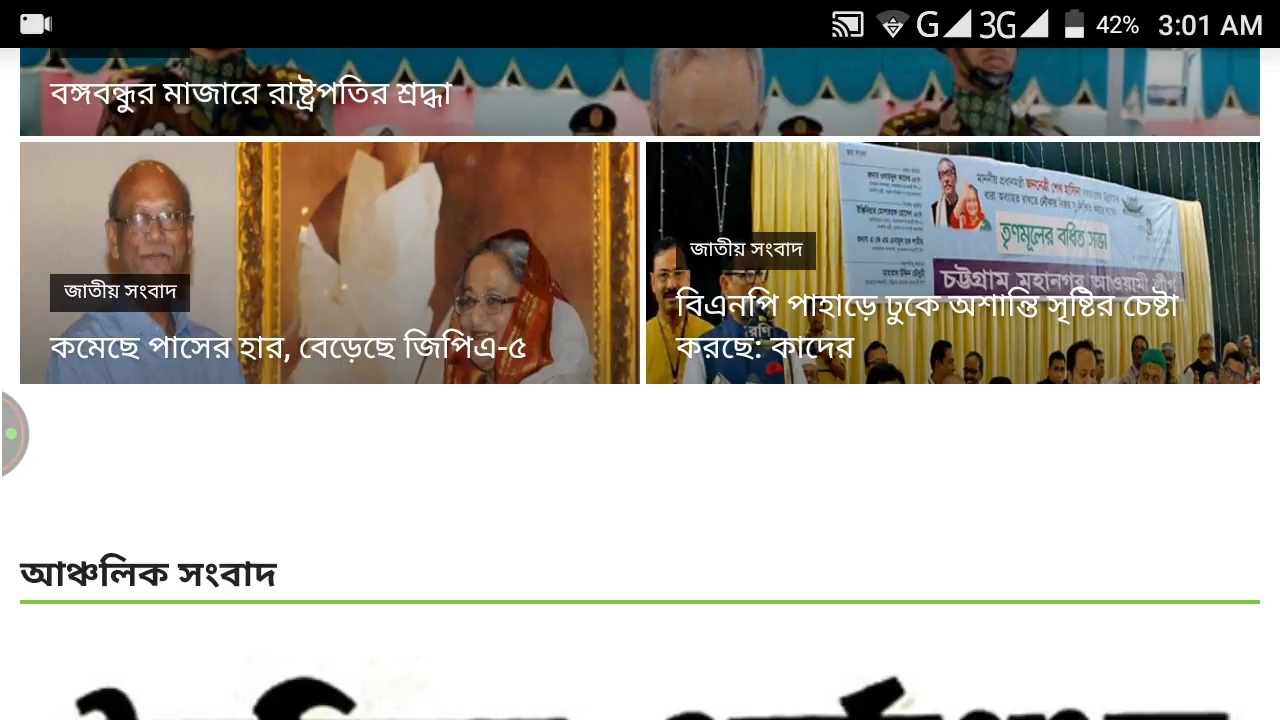 G 3G 42% 3:01 AM
বঙ্গবন্ধুর মাজারে রাষ্ট্রপতির শ্রদ্ধা
জাতীয় সংবাদ
কমেছে পাসের হার, বেড়েছে জিপিএ-৫
তৃণমূলের বর্ধিত সভা
চট্টগ্রাম মহানগর আওয়ামী লীগ
জাতীয় সংবাদ
বিএনপি পাহাড়ে ঢুকে অশান্তি সৃষ্টির চেষ্টা
করছে: কাদের
আঞ্চলিক সংবাদ